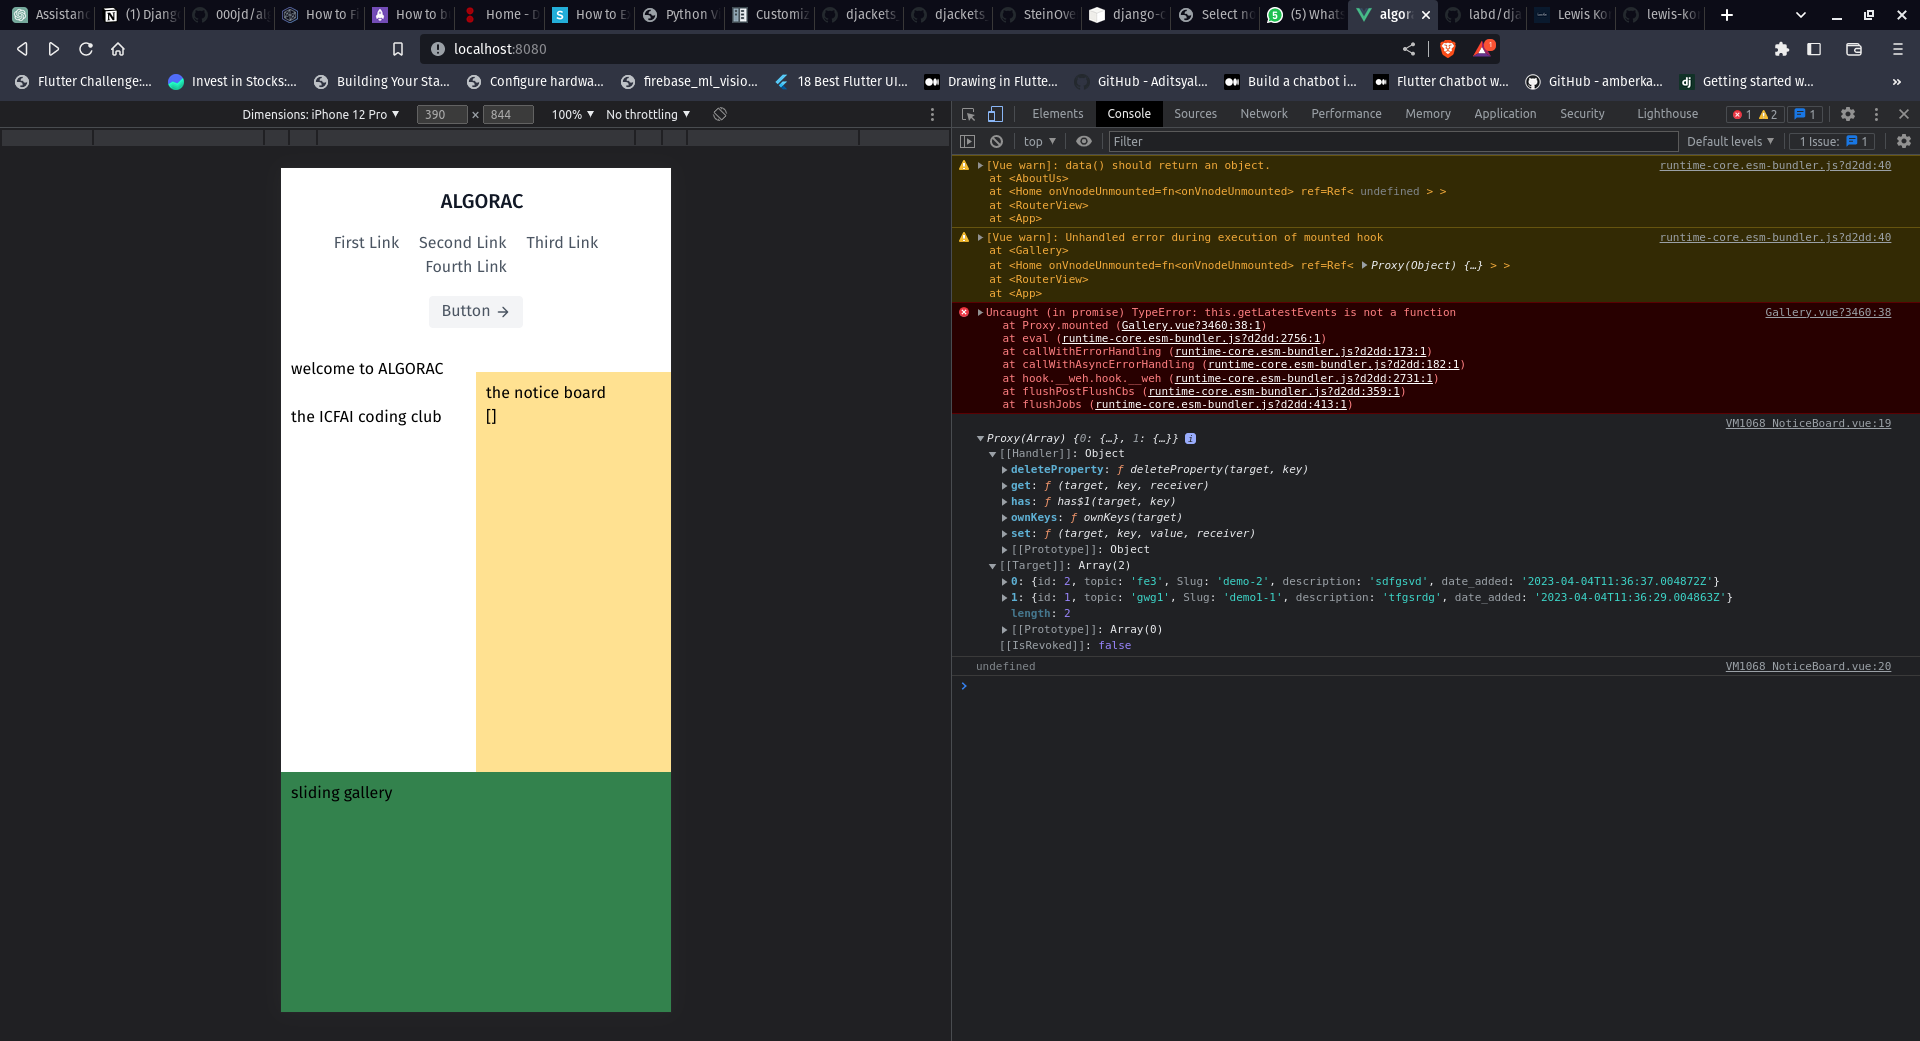 Assistanc
(1) Djang
000jd/al
How to Fi
How to b
Home - D
How to E
Python V
Customiz
djackets_
djackets_
SteinOve
django-c
Select no
(5) Whats
algora
labd/dja
Lewis Kor
lewis-ko
localhost:8080
1
Flutter Challenge:...
Invest in Stocks:...
Building Your Sta...
Configure hardwa...
firebase_ml_visio...
18 Best Flutter UI...
Drawing in Flutte...
GitHub - Adityal...
Build a chatbot i...
Flutter Chatbot w...
GitHub - amberka...
Getting started w...
»
Dimensions: iPhone 12 Pro ▼ 390 × 844 100% ▼ No throttling ▼
Elements Console Sources Network Performance Memory Application Security Lighthouse 1 2 1
top ▼ Filter Default levels ▼ 1 Issue: 1
ALGORAC
First Link Second Link Third Link
Fourth Link
Button →
welcome to ALGORAC
the ICFAI coding club
the notice board
[]
sliding gallery
[Vue warn]: data() should return an object. runtime-core.esm-bundler.js?d2dd:40
at <AboutUs>
at <Home onVnodeUnmounted=fn<onVnodeUnmounted> ref=Ref< undefined > >
at <RouterView>
at <App>
[Vue warn]: Unhandled error during execution of mounted hook runtime-core.esm-bundler.js?d2dd:40
at <Gallery>
at <Home onVnodeUnmounted=fn<onVnodeUnmounted> ref=Ref< ▶Proxy(Object) {…} > >
at <RouterView>
at <App>
Uncaught (in promise) TypeError: this.getLatestEvents is not a function Gallery.vue?3460:38
at Proxy.mounted (Gallery.vue?3460:38:1)
at eval (runtime-core.esm-bundler.js?d2dd:2756:1)
at callWithErrorHandling (runtime-core.esm-bundler.js?d2dd:173:1)
at callWithAsyncErrorHandling (runtime-core.esm-bundler.js?d2dd:182:1)
at hook.__weh.hook.__weh (runtime-core.esm-bundler.js?d2dd:2731:1)
at flushPostFlushCbs (runtime-core.esm-bundler.js?d2dd:359:1)
at flushJobs (runtime-core.esm-bundler.js?d2dd:413:1)
VM1068 NoticeBoard.vue:19
▼Proxy(Array) {0: {…}, 1: {…}} i
▼[[Handler]]: Object
▶deleteProperty: ƒ deleteProperty(target, key)
▶get: ƒ (target, key, receiver)
▶has: ƒ has$1(target, key)
▶ownKeys: ƒ ownKeys(target)
▶set: ƒ (target, key, value, receiver)
▶[[Prototype]]: Object
▼[[Target]]: Array(2)
▶0: {id: 2, topic: 'fe3', Slug: 'demo-2', description: 'sdfgsvd', date_added: '2023-04-04T11:36:37.004872Z'}
▶1: {id: 1, topic: 'gwg1', Slug: 'demo1-1', description: 'tfgsrdg', date_added: '2023-04-04T11:36:29.004863Z'}
length: 2
▶[[Prototype]]: Array(0)
[[IsRevoked]]: false
undefined VM1068 NoticeBoard.vue:20